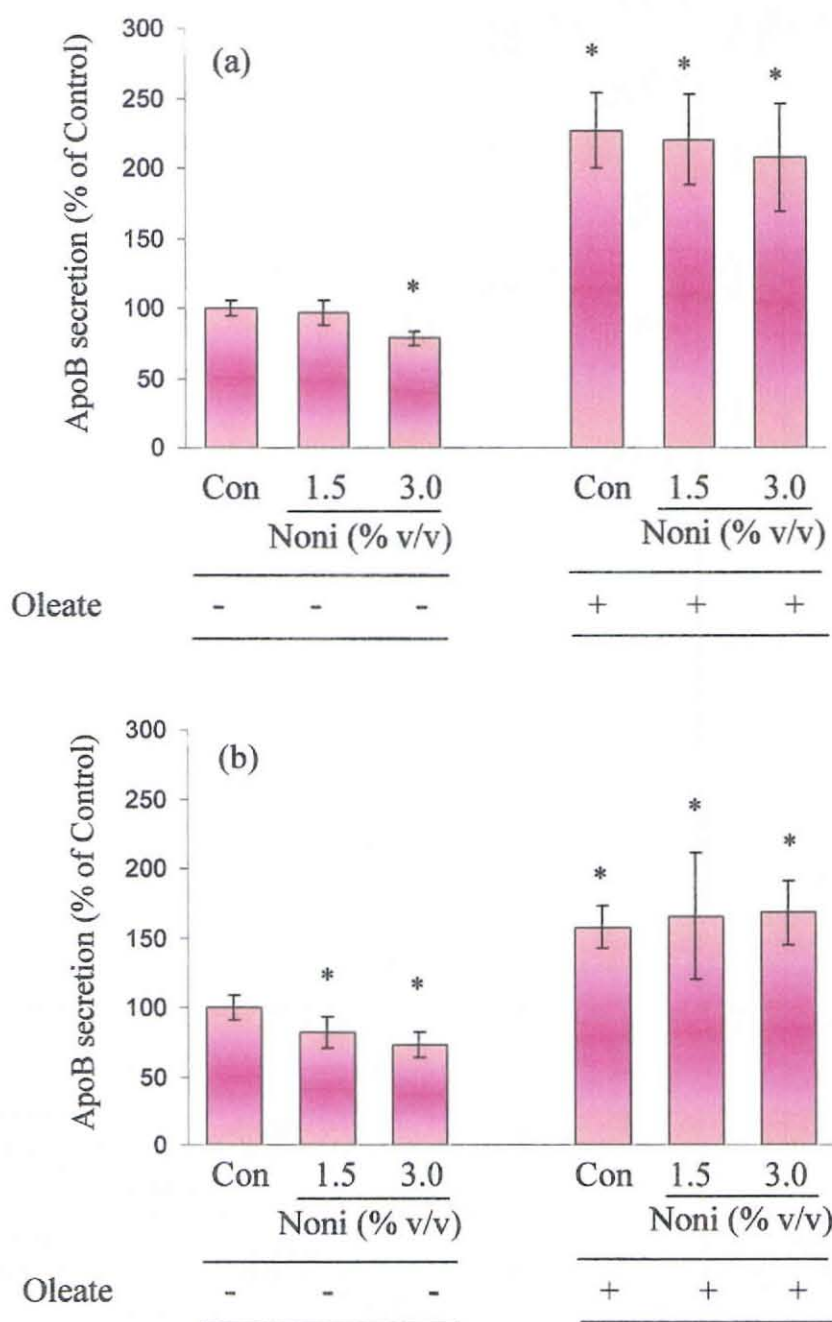 300
(a)
* * *
250
200
150
*
100
50
0
ApoB secretion (% of Control)
Con 1.5 3.0 Con 1.5 3.0
Noni (% v/v) Noni (% v/v)
Oleate - - - + + +
300
(b)
*
250
* *
200
150
* *
100
50
0
ApoB secretion (% of Control)
Con 1.5 3.0 Con 1.5 3.0
Noni (% v/v) Noni (% v/v)
Oleate - - - + + +